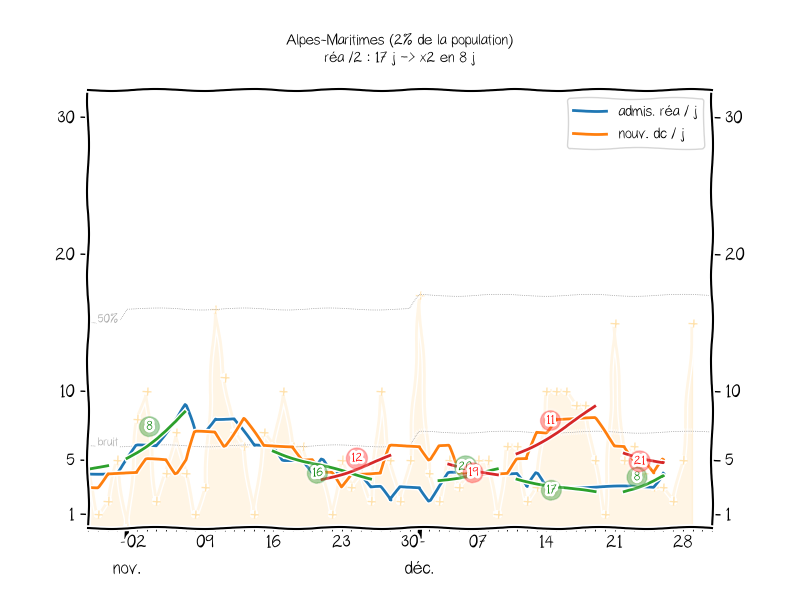 Alpes-Maritimes (2% de la population)
réa /2 : 17 j -> x2 en 8 j
admis. réa / j
nouv. dc / j
30 30
20 20
50%
10 10
8
11
bruit
12
5 5
16 20 19 21
17 8
1 1
02 09 16 23 30 07 14 21 28
nov. déc.